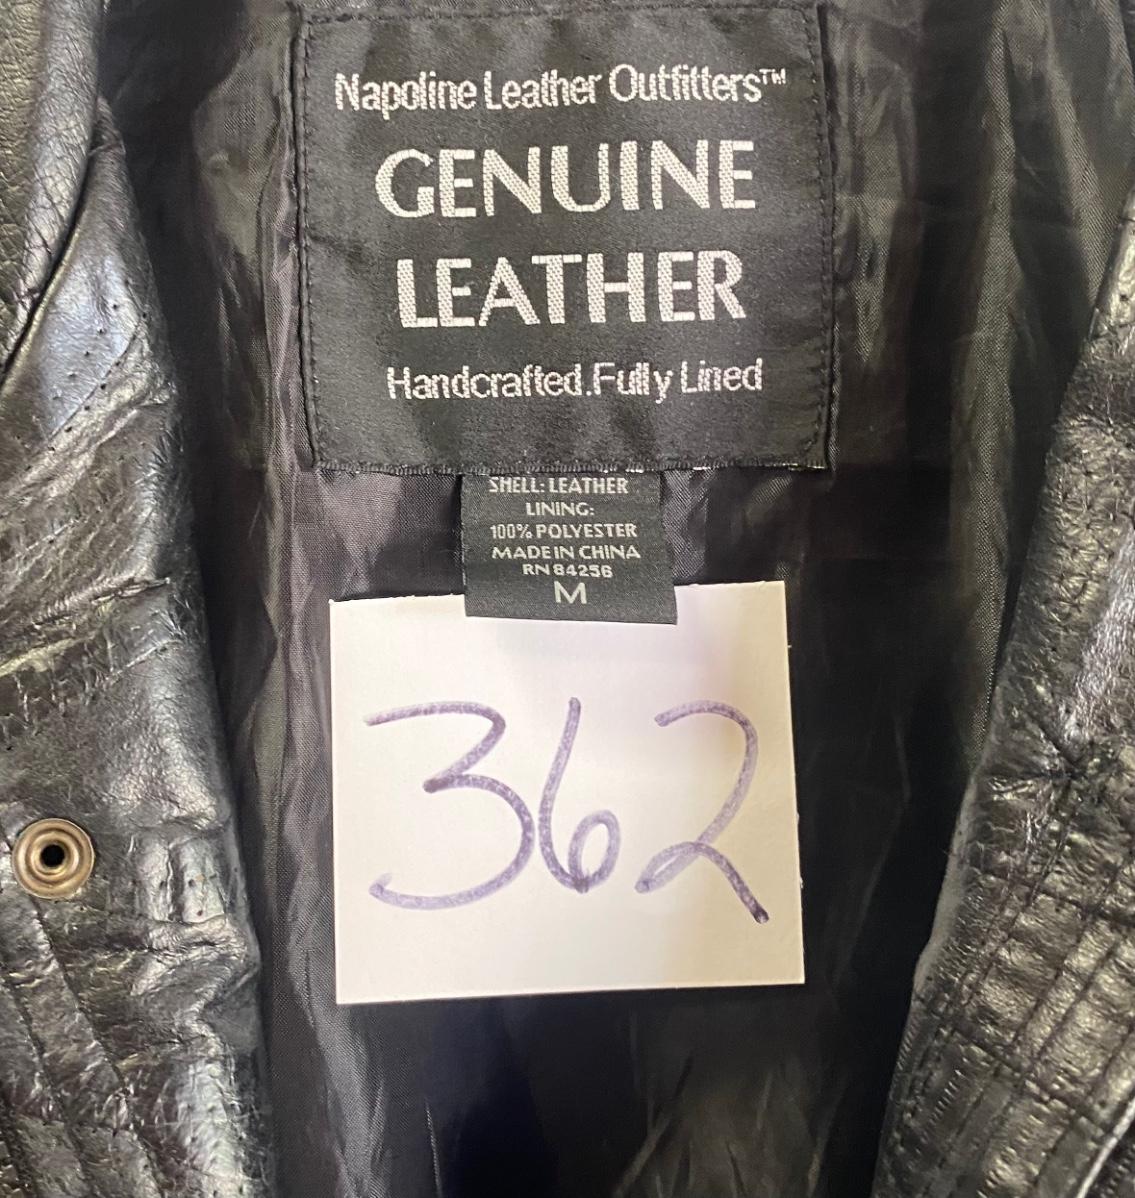 Napoline Leather Outfitters™
GENUINE
LEATHER
Handcrafted.Fully Lined
SHELL: LEATHER
LINING:
100% POLYESTER
MADE IN CHINA
RN 84256
M
362